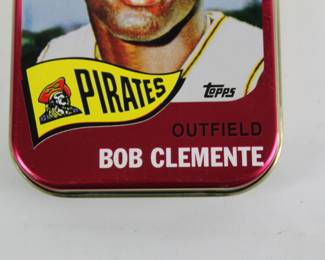 PIRATES
Topps
OUTFIELD
BOB CLEMENTE